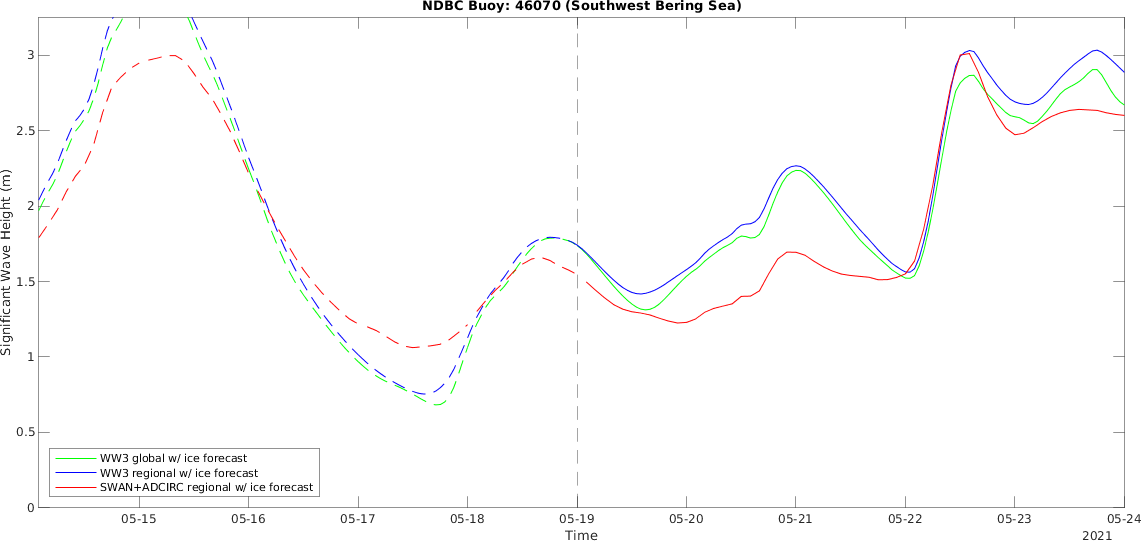 NDBC Buoy: 46070 (Southwest Bering Sea)
3
2.5
2
1.5
1
0.5
0
Significant Wave Height (m)
WW3 global w/ ice forecast
WW3 regional w/ ice forecast
SWAN+ADCIRC regional w/ ice forecast
05-15 05-16 05-17 05-18 05-19 05-20 05-21 05-22 05-23 05-24
Time
2021